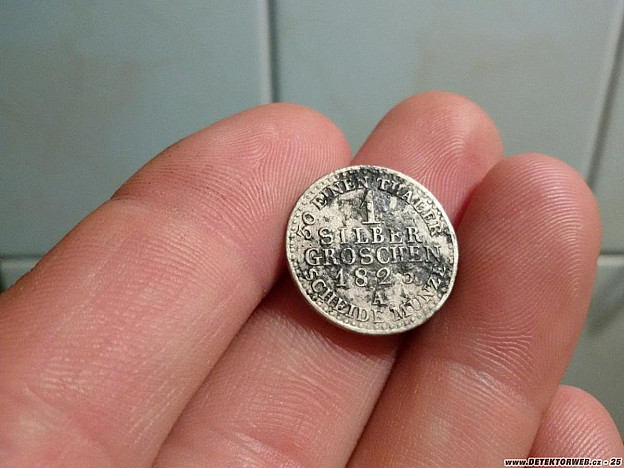 30 EINEN THALER
1
SILBER
GROSCHEN
1825
A
SCHEIDE MÜNZE
www.DETEKTORWEB.cz - 25